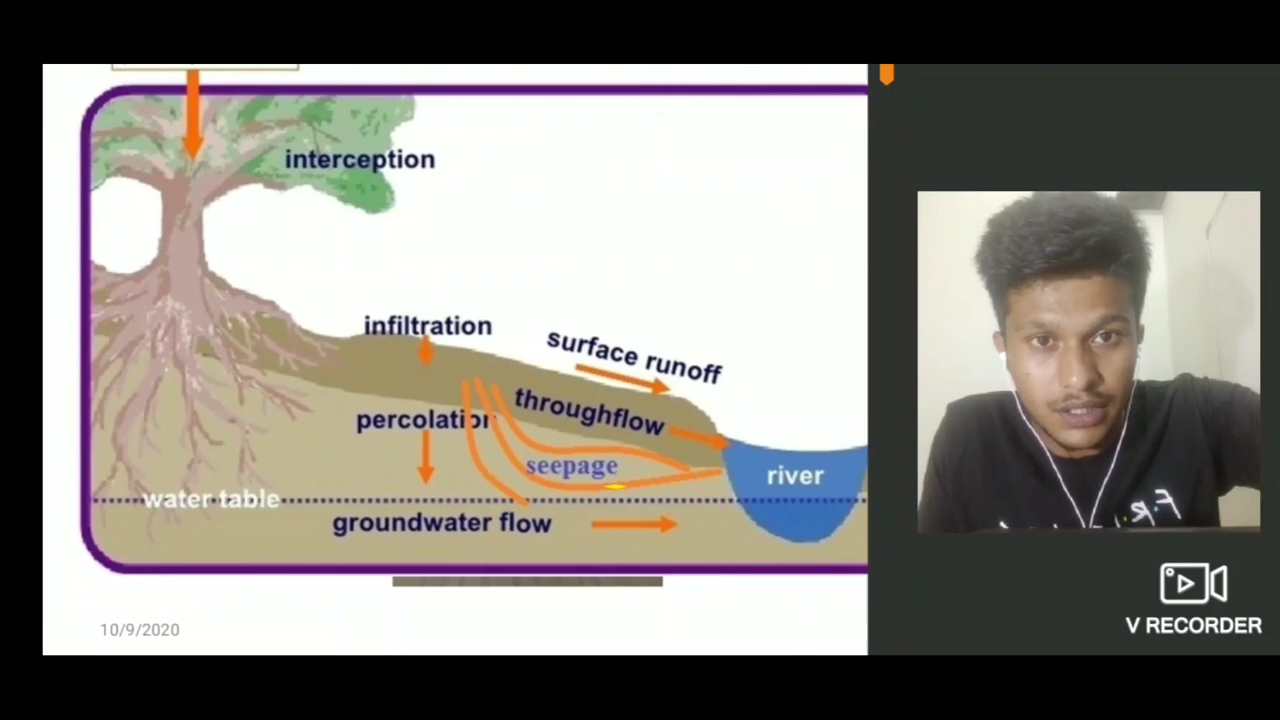 interception
infiltration
surface runoff
throughflow
percolation
seepage
river
water table
groundwater flow
10/9/2020
V RECORDER